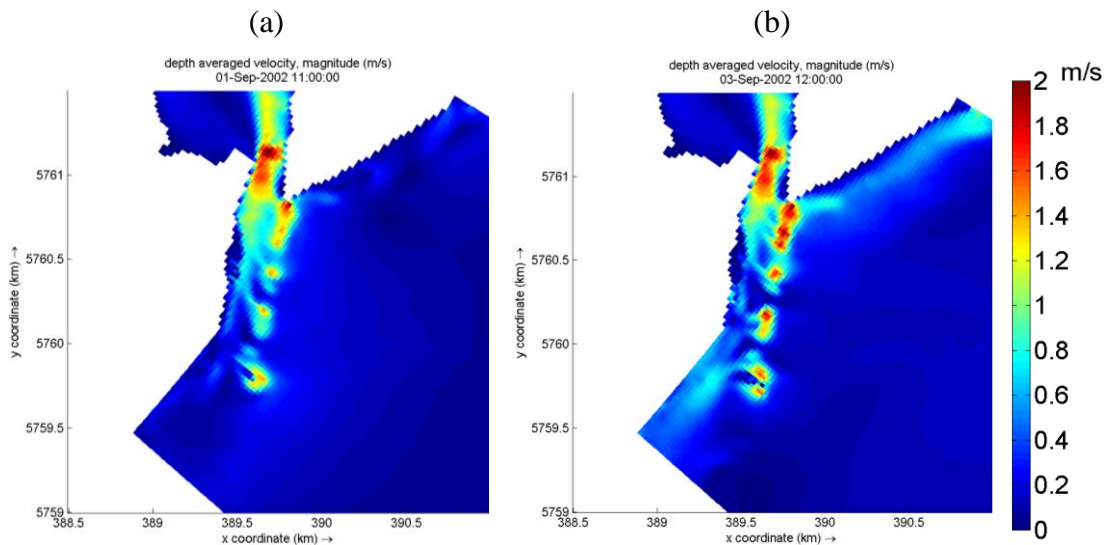 (a)
(b)
depth averaged velocity, magnitude (m/s)
01-Sep-2002 11:00:00
depth averaged velocity, magnitude (m/s)
03-Sep-2002 12:00:00
m/s
2
1.8
1.6
1.4
1.2
1
0.8
0.6
0.4
0.2
0
y coordinate (km) →
5761
5760.5
5760
5759.5
5759
388.5
389
389.5
390
390.5
x coordinate (km) →
y coordinate (km) →
5761
5760.5
5760
5759.5
5759
388.5
389
389.5
390
390.5
x coordinate (km) →